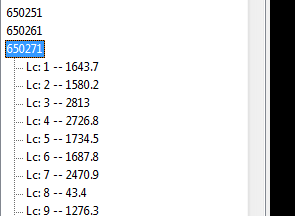 650251
650261
650271
Lc: 1 -- 1643.7
Lc: 2 -- 1580.2
Lc: 3 -- 2813
Lc: 4 -- 2726.8
Lc: 5 -- 1734.5
Lc: 6 -- 1687.8
Lc: 7 -- 2470.9
Lc: 8 -- 43.4
Lc: 9 -- 1276.3